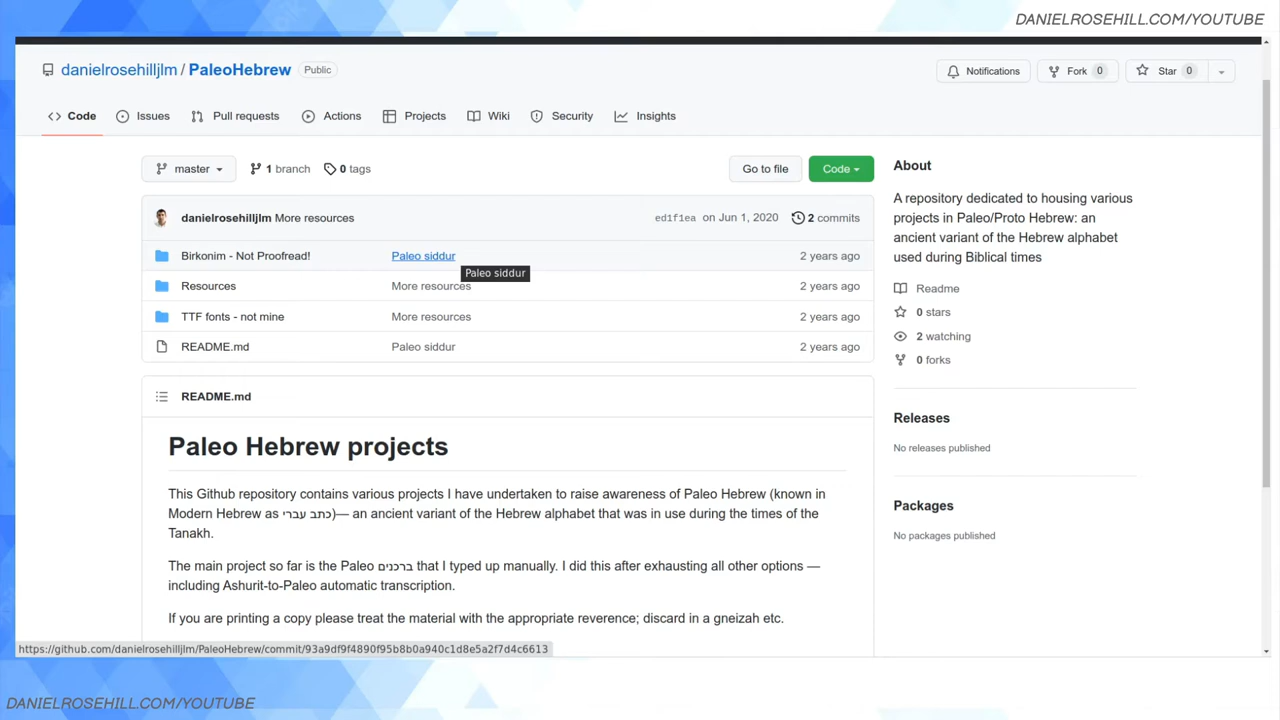 DANIELROSEHILL.COM/YOUTUBE
danielrosehilljlm / PaleoHebrew Public
Notifications Fork 0 Star 0
Code Issues Pull requests Actions Projects Wiki Security Insights
master 1 branch 0 tags Go to file Code
danielrosehilljlm More resources ed1f1ea on Jun 1, 2020 2 commits
Birkonim - Not Proofread! Paleo siddur 2 years ago
Paleo siddur
Resources More resources 2 years ago
TTF fonts - not mine More resources 2 years ago
README.md Paleo siddur 2 years ago
README.md
Paleo Hebrew projects
This Github repository contains various projects I have undertaken to raise awareness of Paleo Hebrew (known in
Modern Hebrew as כתב עברי)— an ancient variant of the Hebrew alphabet that was in use during the times of the
Tanakh.
The main project so far is the Paleo ברכנים that I typed up manually. I did this after exhausting all other options —
including Ashurit-to-Paleo automatic transcription.
If you are printing a copy please treat the material with the appropriate reverence; discard in a gneizah etc.
About
A repository dedicated to housing various
projects in Paleo/Proto Hebrew: an
ancient variant of the Hebrew alphabet
used during Biblical times
Readme
0 stars
2 watching
0 forks
Releases
No releases published
Packages
No packages published
https://github.com/danielrosehilljlm/PaleoHebrew/commit/93a9df9f4890f95b8b0a940c1d8e5a2f7d4c6613
DANIELROSEHILL.COM/YOUTUBE